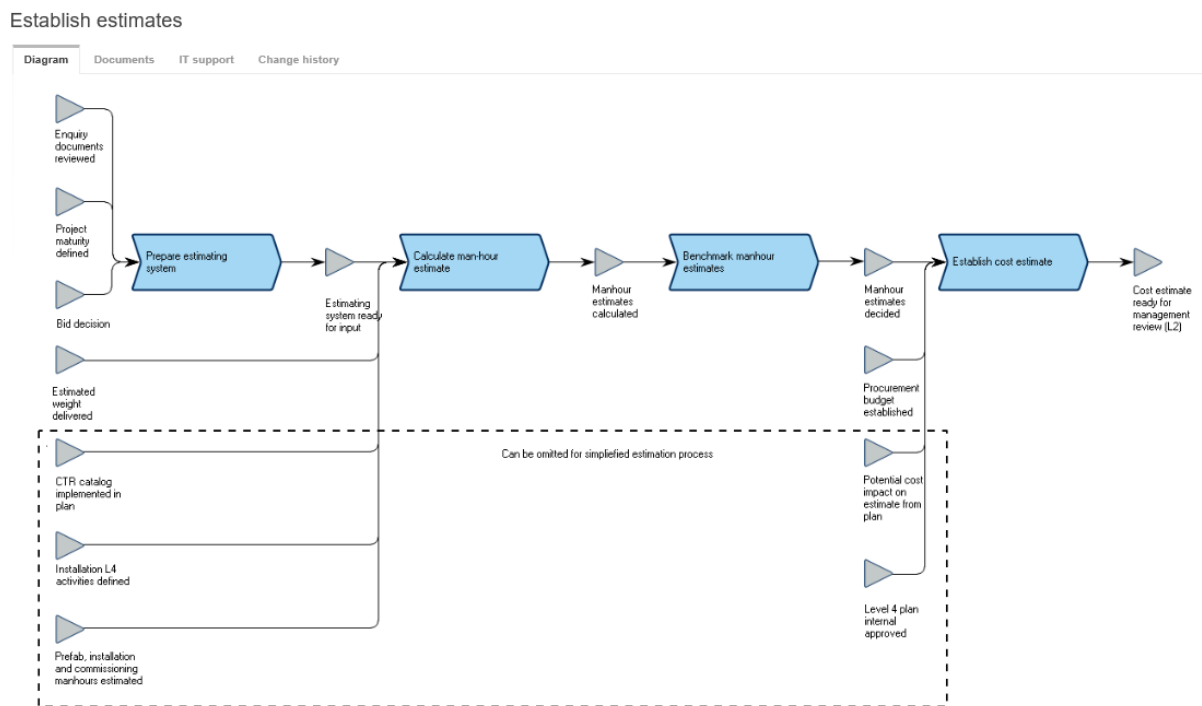 Establish estimates
Diagram Documents IT support Change history
Enquiry
documents
reviewed
Project
maturity
defined
Bid decision
Prepare estimating
system
Estimating
system ready
for input
Calculate man-hour
estimate
Manhour
estimates
calculated
Benchmark manhour
estimates
Manhour
estimates
decided
Establish cost estimate
Cost estimate
ready for
management
review (L2)
Estimated
weight
delivered
Procurement
budget
established
Can be omitted for simpliefied estimation process
CTR catalog
implemented in
plan
Potential cost
impact on
estimate from
plan
Installation L4
activities defined
Level 4 plan
internal
approved
Prefab, installation
and commissioning
manhours estimated